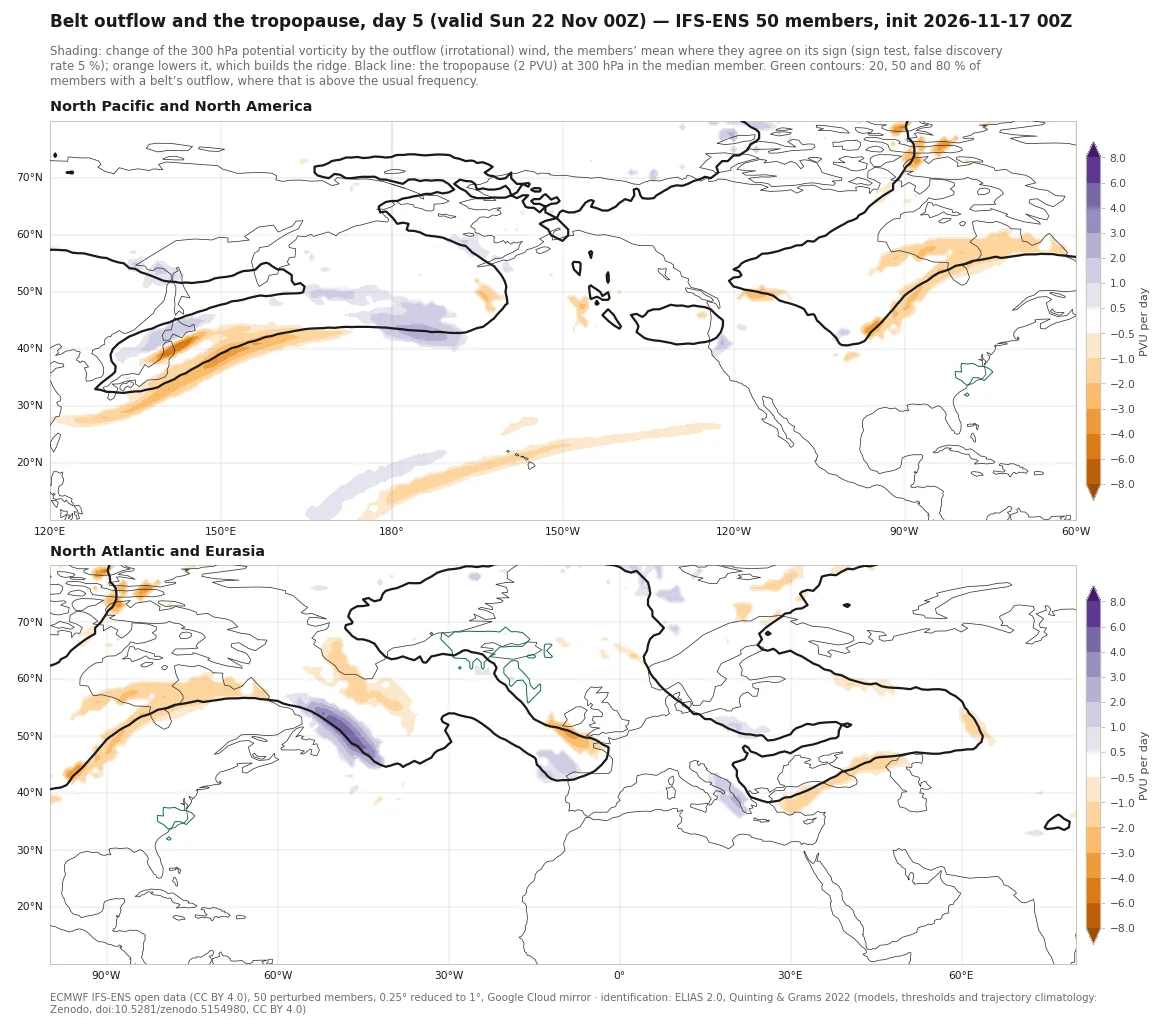 Belt outflow and the tropopause, day 5 (valid Sun 22 Nov 00Z) — IFS-ENS 50 members, init 2026-11-17 00Z
Shading: change of the 300 hPa potential vorticity by the outflow (irrotational) wind, the members’ mean where they agree on its sign (sign test, false discovery
rate 5 %); orange lowers it, which builds the ridge. Black line: the tropopause (2 PVU) at 300 hPa in the median member. Green contours: 20, 50 and 80 % of
members with a belt’s outflow, where that is above the usual frequency.
North Pacific and North America
70°N
60°N
50°N
40°N
30°N
20°N
120°E
150°E
180°
150°W
120°W
90°W
60°W
8.0
6.0
4.0
3.0
2.0
1.0
0.5
−0.5
−1.0
−2.0
−3.0
−4.0
−6.0
−8.0
PVU per day
North Atlantic and Eurasia
70°N
60°N
50°N
40°N
30°N
20°N
90°W
60°W
30°W
0°
30°E
60°E
8.0
6.0
4.0
3.0
2.0
1.0
0.5
−0.5
−1.0
−2.0
−3.0
−4.0
−6.0
−8.0
PVU per day
ECMWF IFS-ENS open data (CC BY 4.0), 50 perturbed members, 0.25° reduced to 1°, Google Cloud mirror · identification: ELIAS 2.0, Quinting & Grams 2022 (models, thresholds and trajectory climatology:
Zenodo, doi:10.5281/zenodo.5154980, CC BY 4.0)